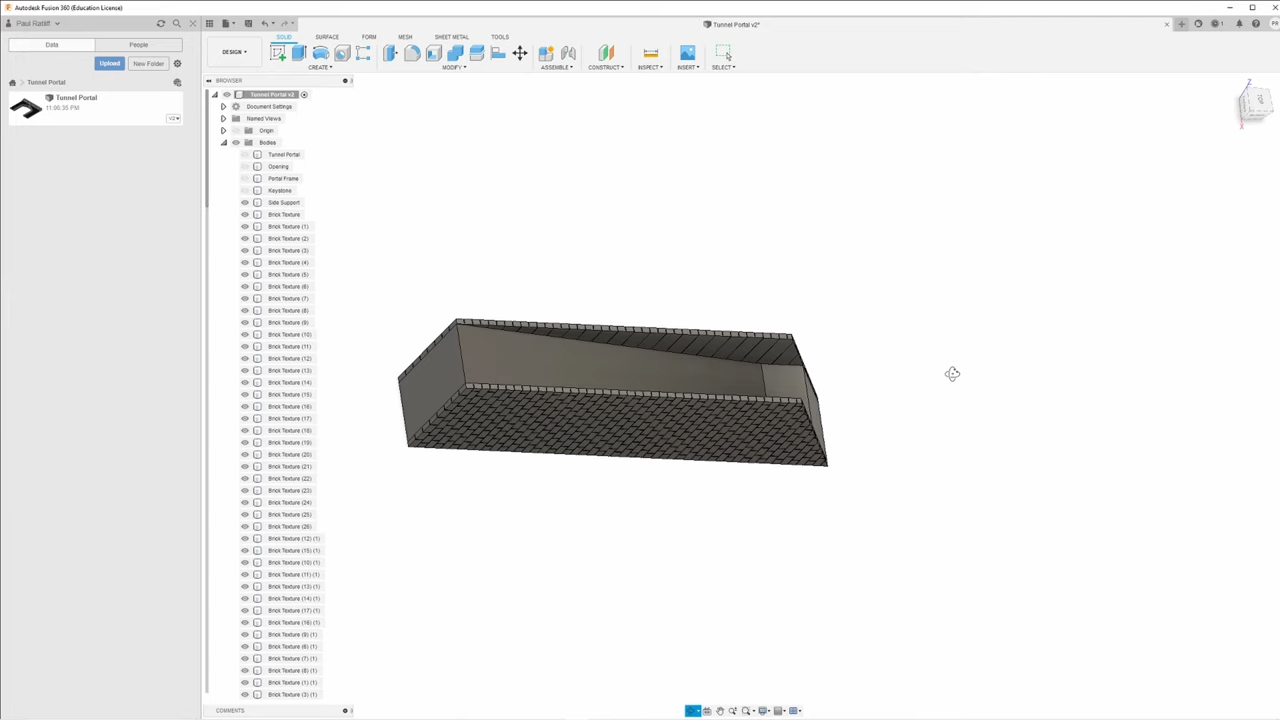 Autodesk Fusion 360 (Education License)
Paul Ratliff
Tunnel Portal v2*
Data
People
Upload
New Folder
Tunnel Portal
Tunnel Portal
11:06:35 PM
V2
DESIGN
SOLID
SURFACE
FORM
MESH
SHEET METAL
TOOLS
CREATE
MODIFY
ASSEMBLE
CONSTRUCT
INSPECT
INSERT
SELECT
BROWSER
Tunnel Portal v2
Document Settings
Named Views
Origin
Bodies
Tunnel Portal
Opening
Portal Frame
Keystone
Side Support
Brick Texture
Brick Texture (1)
Brick Texture (2)
Brick Texture (3)
Brick Texture (4)
Brick Texture (5)
Brick Texture (6)
Brick Texture (7)
Brick Texture (8)
Brick Texture (9)
Brick Texture (10)
Brick Texture (11)
Brick Texture (12)
Brick Texture (13)
Brick Texture (14)
Brick Texture (15)
Brick Texture (16)
Brick Texture (17)
Brick Texture (18)
Brick Texture (19)
Brick Texture (20)
Brick Texture (21)
Brick Texture (22)
Brick Texture (23)
Brick Texture (24)
Brick Texture (25)
Brick Texture (26)
Brick Texture (12) (1)
Brick Texture (15) (1)
Brick Texture (10) (1)
Brick Texture (11) (1)
Brick Texture (13) (1)
Brick Texture (14) (1)
Brick Texture (17) (1)
Brick Texture (16) (1)
Brick Texture (9) (1)
Brick Texture (6) (1)
Brick Texture (7) (1)
Brick Texture (8) (1)
Brick Texture (1) (1)
Brick Texture (3) (1)
COMMENTS
Z
TOP
X
1
PR